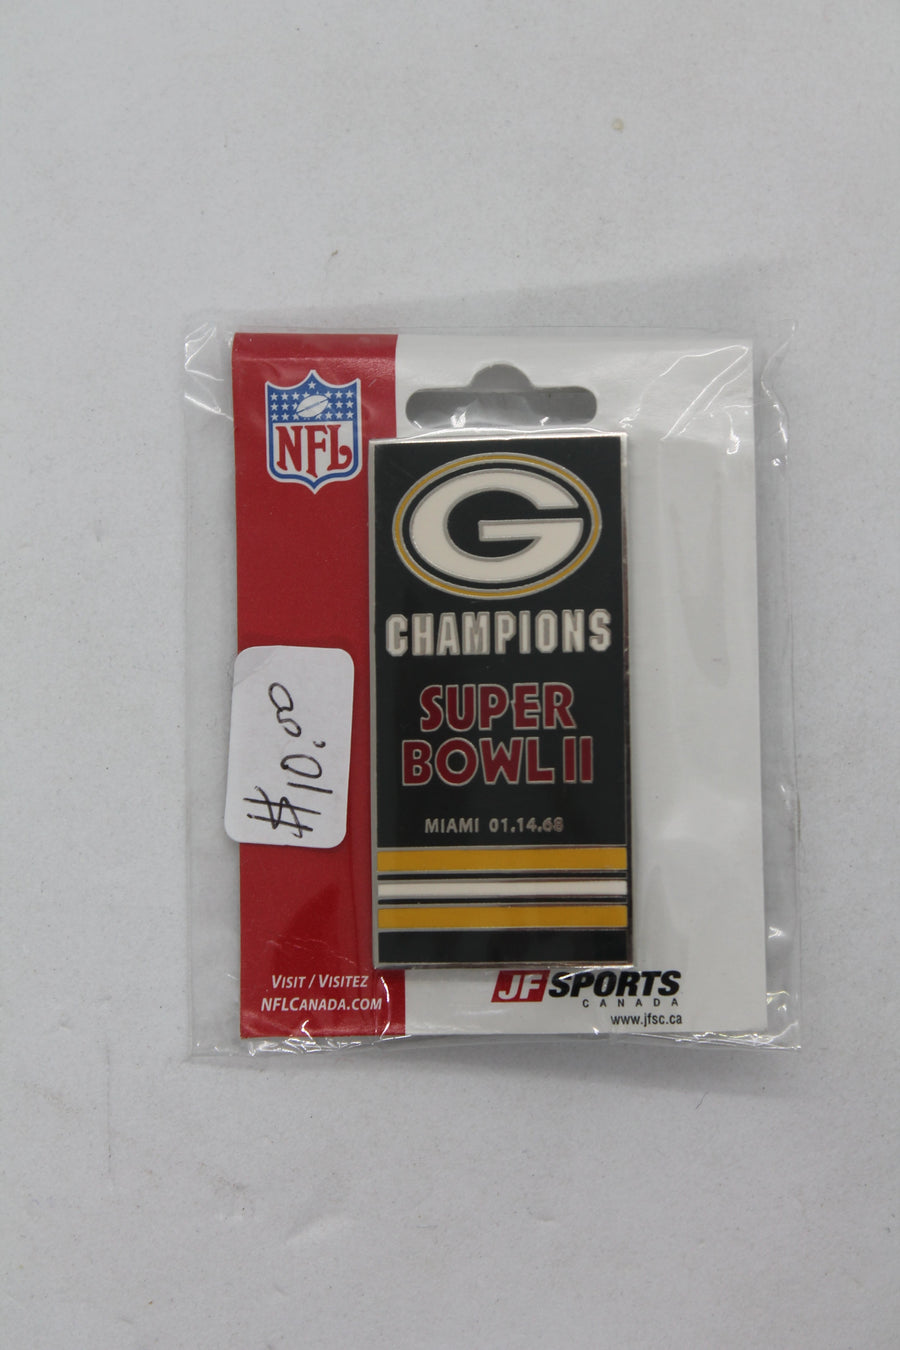 NFL
G
CHAMPIONS
SUPER
BOWL II
MIAMI 01.14.68
$10.00
VISIT / VISITEZ
NFLCANADA.COM
JF SPORTS
CANADA
www.jfsc.ca